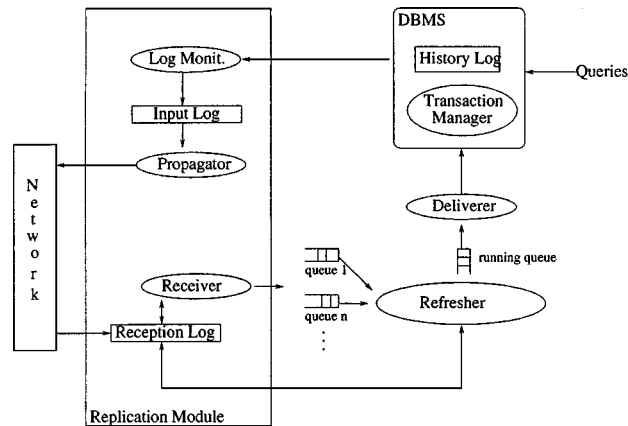 DBMS
Log Monit.
History Log
Queries
Transaction
Manager
Input Log
Propagator
Network
Deliverer
running queue
queue 1
Receiver
Refresher
queue n
Reception Log
Replication Module